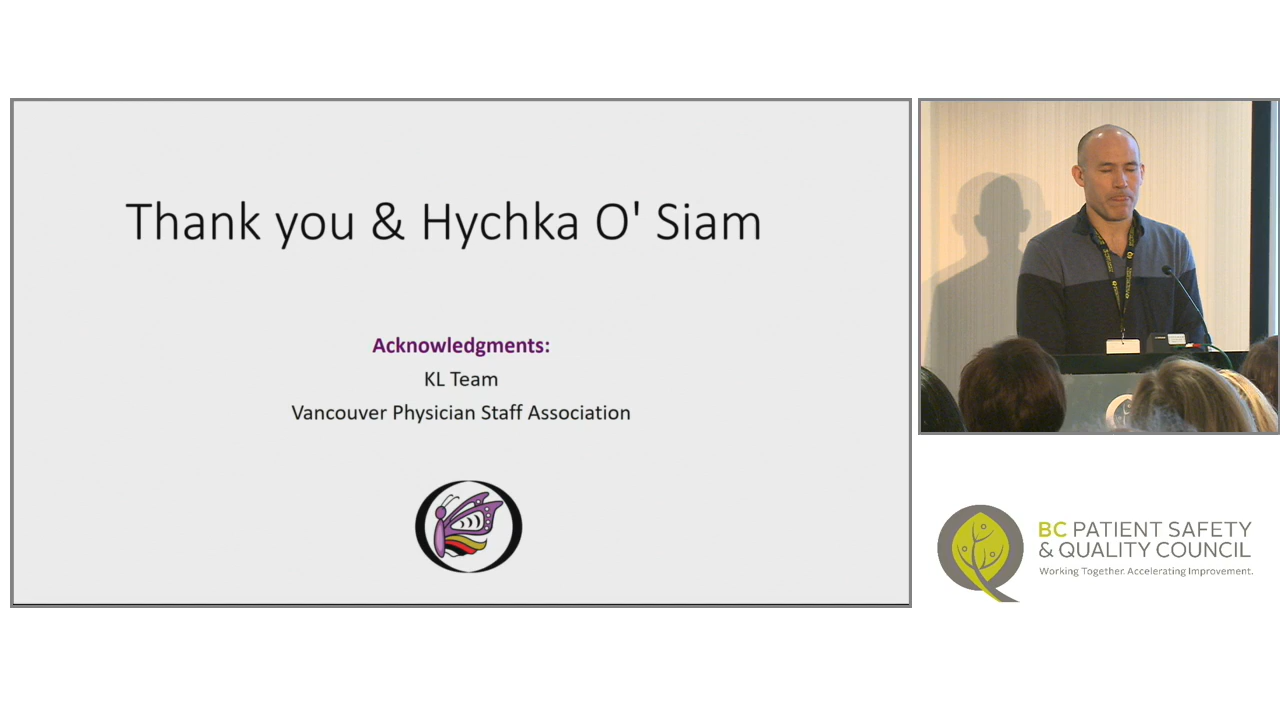 Thank you & Hychka O' Siam
Acknowledgments:
KL Team
Vancouver Physician Staff Association
BC PATIENT SAFETY
& QUALITY COUNCIL
Working Together. Accelerating Improvement.